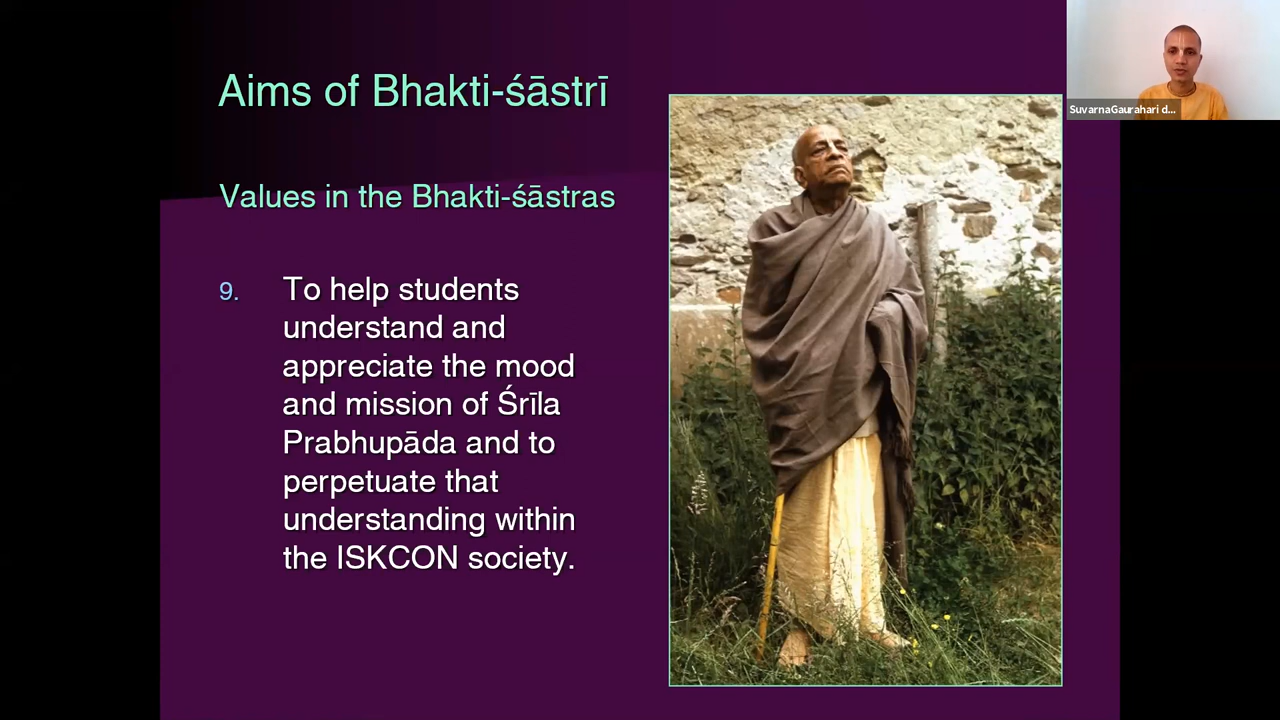 Aims of Bhakti-śāstrī
Values in the Bhakti-śāstras
9. To help students
understand and
appreciate the mood
and mission of Śrīla
Prabhupāda and to
perpetuate that
understanding within
the ISKCON society.
SuvarnaGaurahari d...